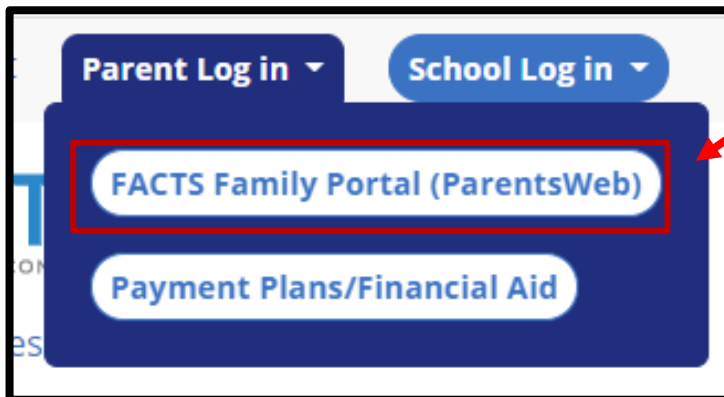 Parent Log in
School Log in
FACTS Family Portal (ParentsWeb)
Payment Plans/Financial Aid